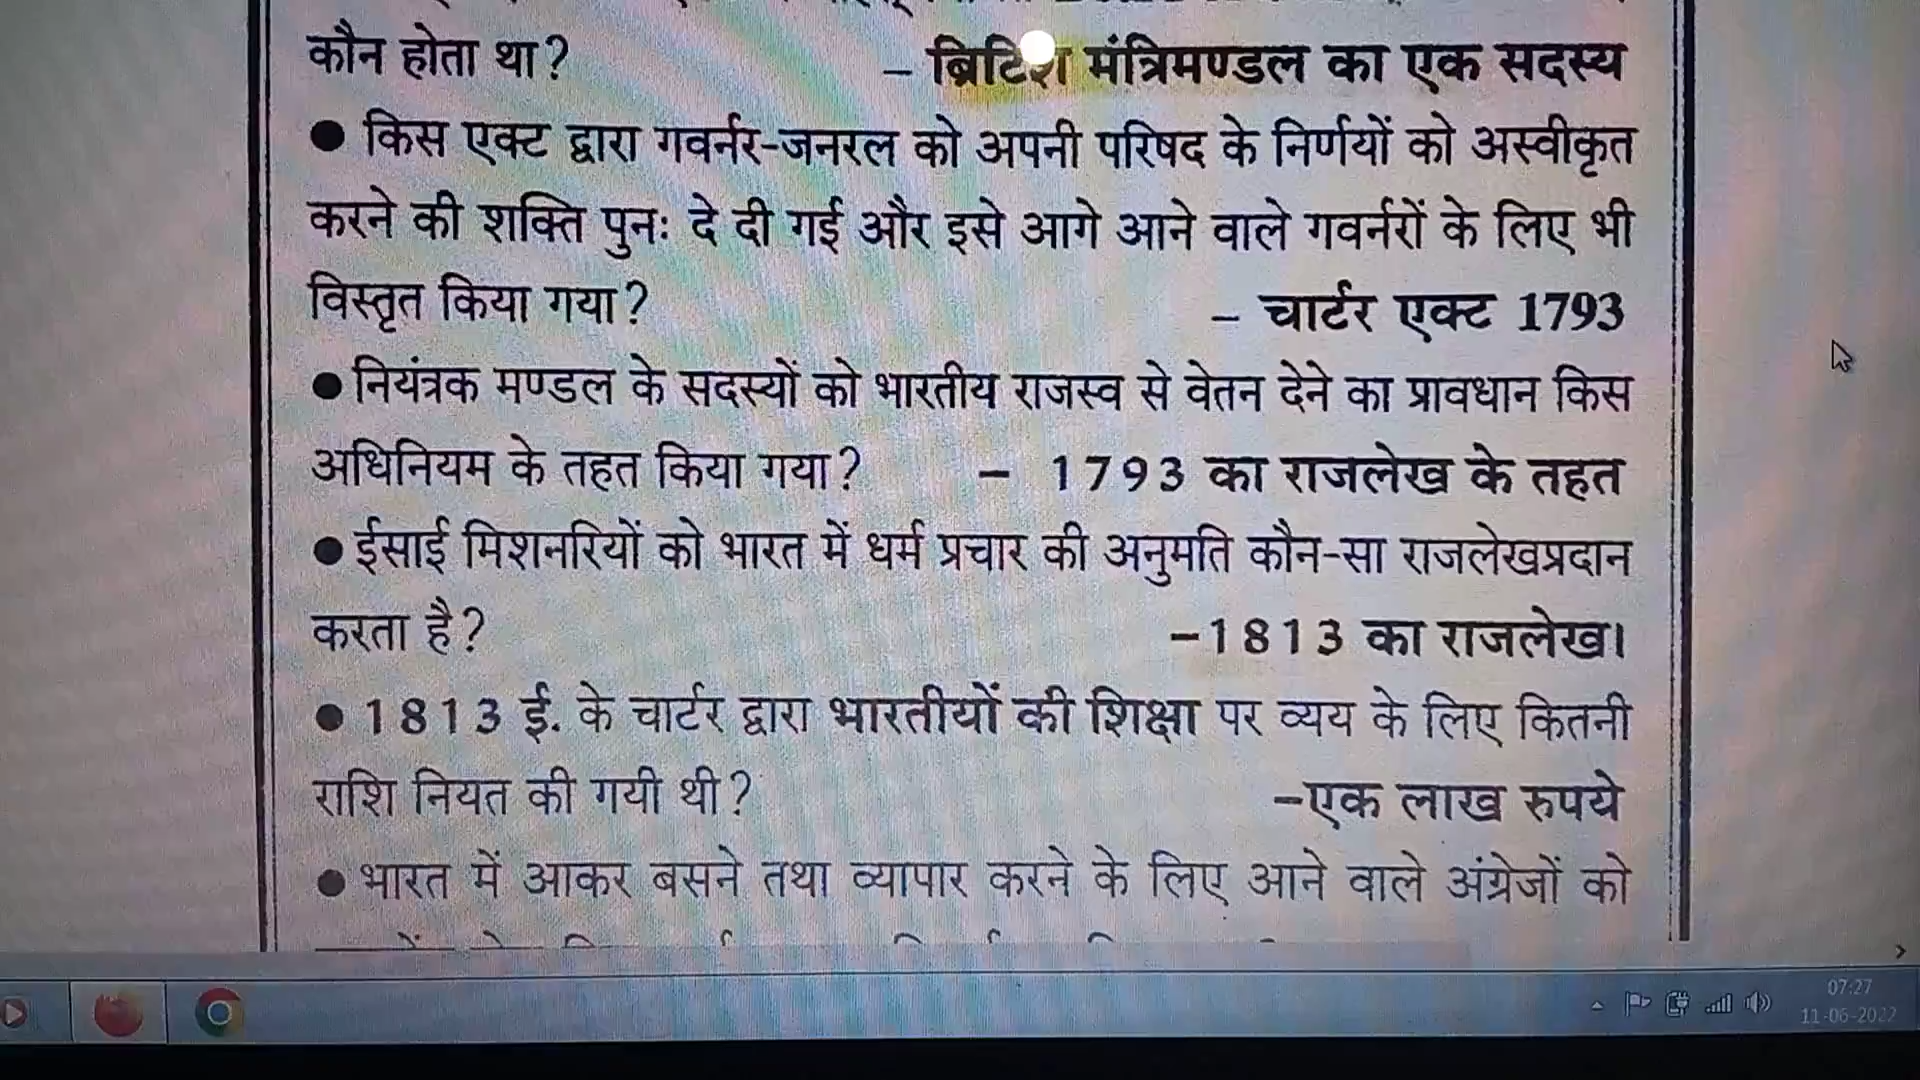 कौन होता था? – ब्रिटिश मंत्रिमण्डल का एक सदस्य
● किस एक्ट द्वारा गवर्नर-जनरल को अपनी परिषद के निर्णयों को अस्वीकृत
करने की शक्ति पुनः दे दी गई और इसे आगे आने वाले गवर्नरों के लिए भी
विस्तृत किया गया? – चार्टर एक्ट 1793
● नियंत्रक मण्डल के सदस्यों को भारतीय राजस्व से वेतन देने का प्रावधान किस
अधिनियम के तहत किया गया? – 1793 का राजलेख के तहत
● ईसाई मिशनरियों को भारत में धर्म प्रचार की अनुमति कौन-सा राजलेखप्रदान
करता है? –1813 का राजलेख।
● 1813 ई. के चार्टर द्वारा भारतीयों की शिक्षा पर व्यय के लिए कितनी
राशि नियत की गयी थी? –एक लाख रुपये
● भारत में आकर बसने तथा व्यापार करने के लिए आने वाले अंग्रेजों को
07:27
11-06-2022